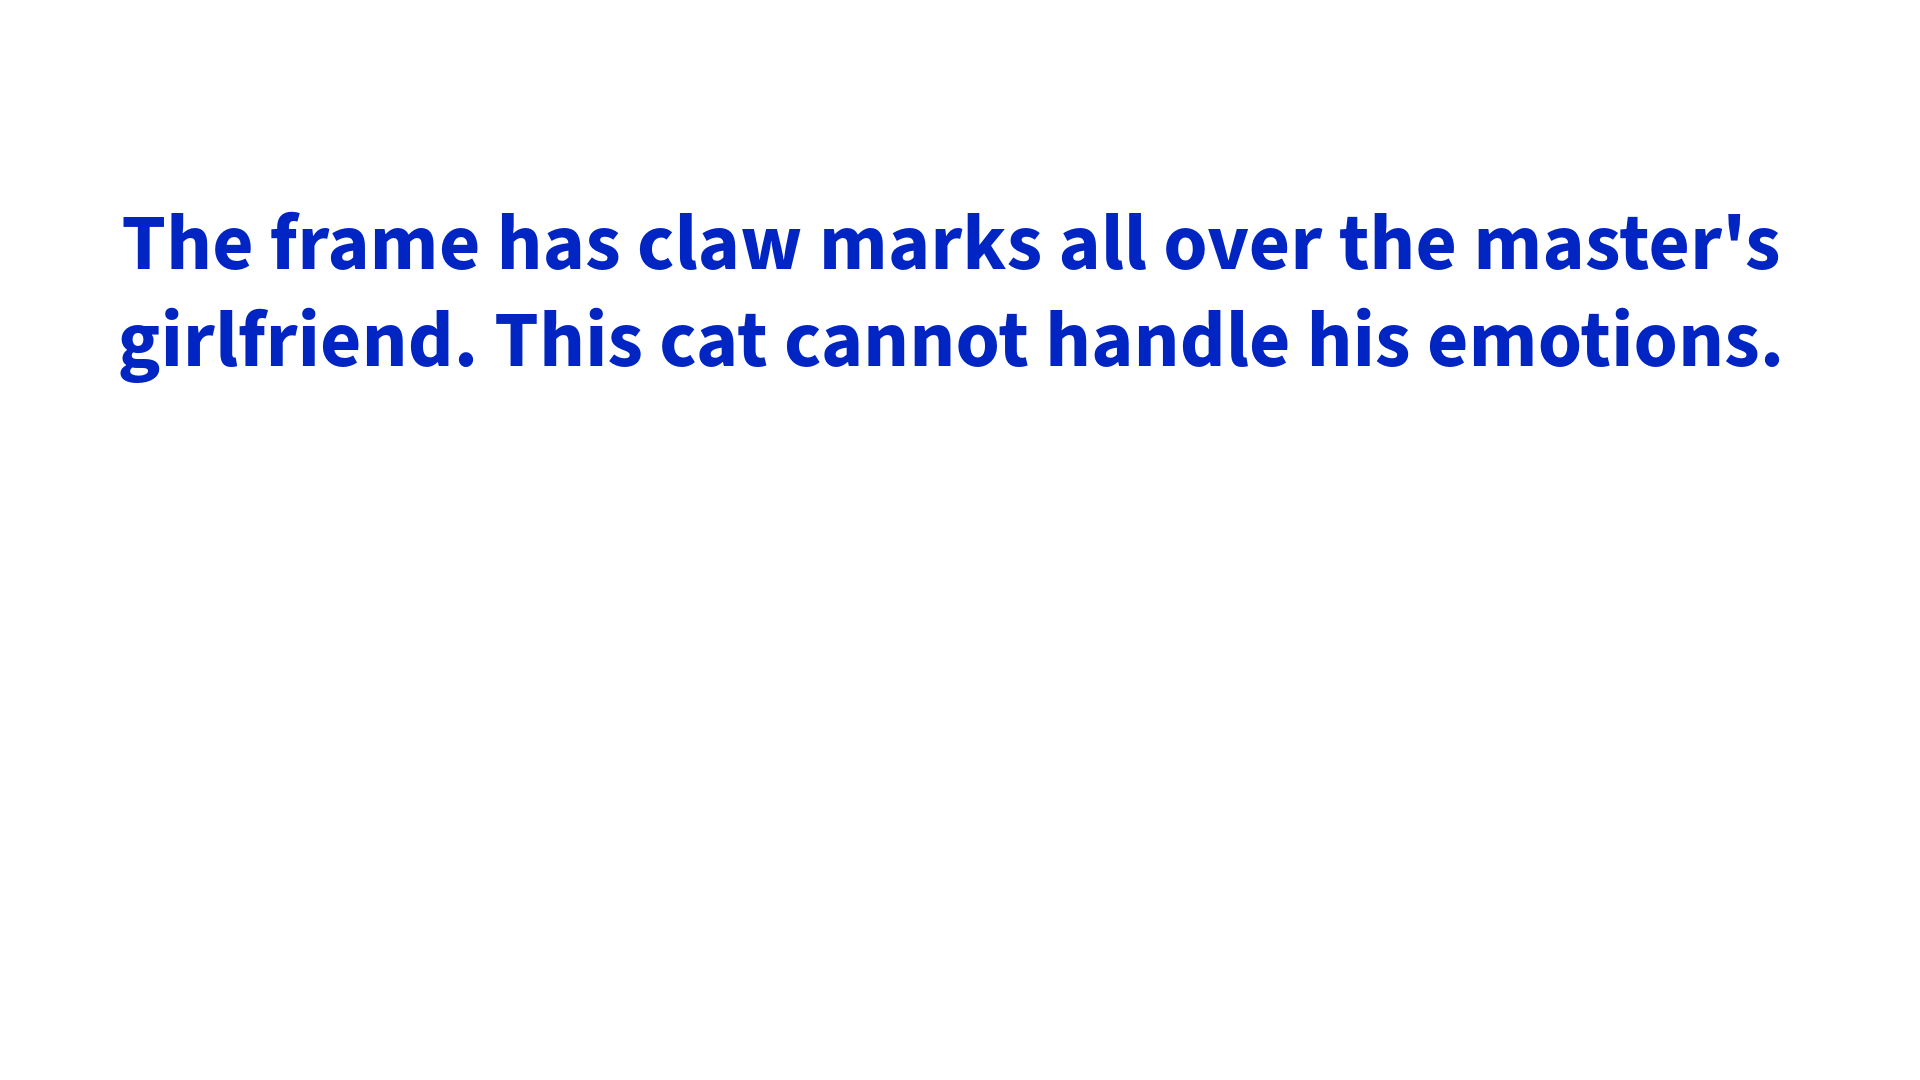 The frame has claw marks all over the master's
girlfriend. This cat cannot handle his emotions.